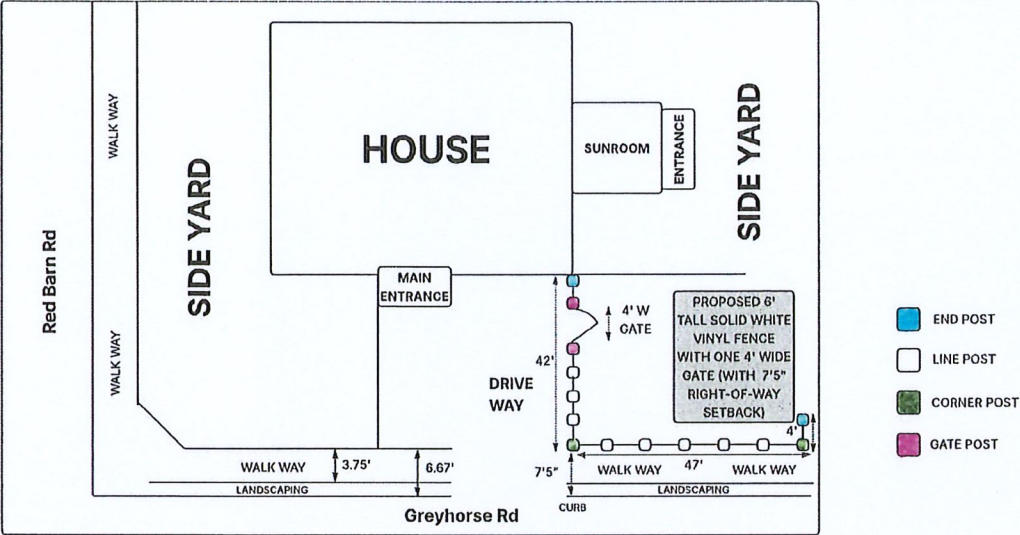 WALK WAY
SIDE YARD
HOUSE
SUNROOM
ENTRANCE
SIDE YARD
Red Barn Rd
WALK WAY
MAIN
ENTRANCE
4' W
GATE
42'
DRIVE
WAY
PROPOSED 6'
TALL SOLID WHITE
VINYL FENCE
WITH ONE 4' WIDE
GATE (WITH 7'5"
RIGHT-OF-WAY
SETBACK)
4'
END POST
LINE POST
CORNER POST
GATE POST
WALK WAY
3.75'
6.67'
7'5"
WALK WAY
47'
WALK WAY
LANDSCAPING
LANDSCAPING
CURB
Greyhorse Rd